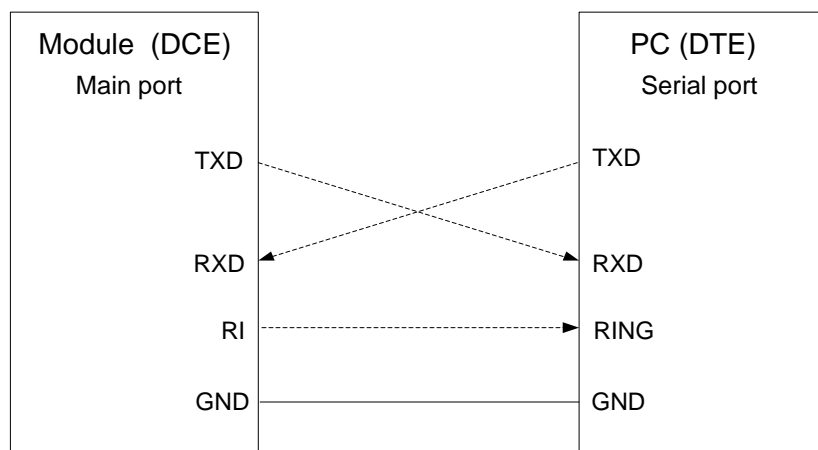 Module (DCE)
Main port
TXD
RXD
RI
GND
PC (DTE)
Serial port
TXD
RXD
RING
GND